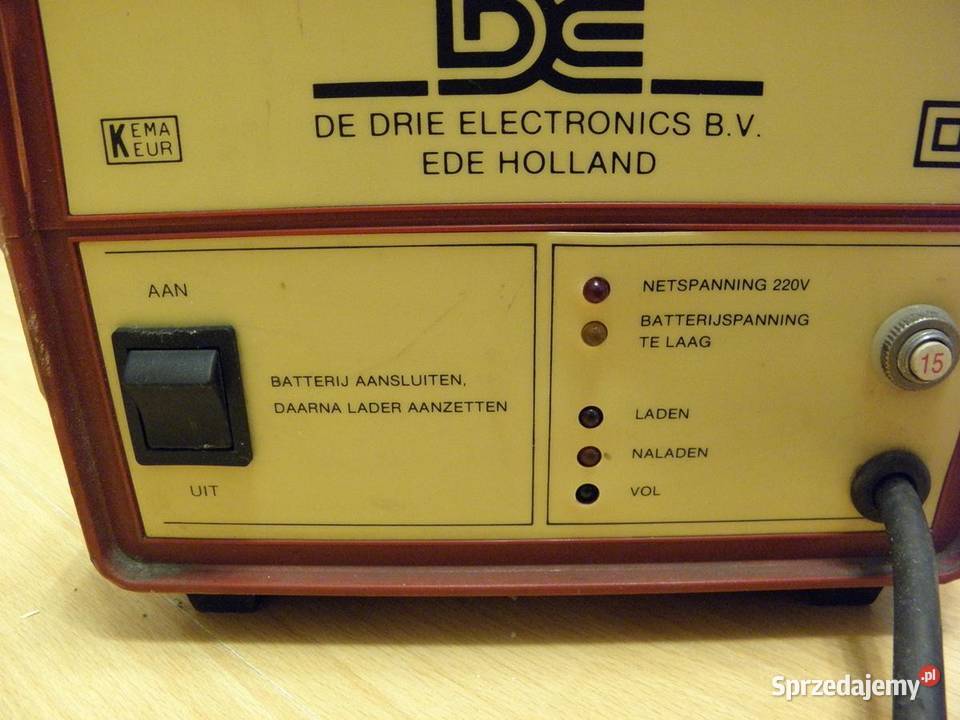 DE
KEMA
KEUR
DE DRIE ELECTRONICS B.V.
EDE HOLLAND
AAN
BATTERIJ AANSLUITEN,
DAARNA LADER AANZETTEN
UIT
NETSPANNING 220V
BATTERIJSPANNING
TE LAAG
15
LADEN
NALADEN
VOL
Sprzedajemy.pl